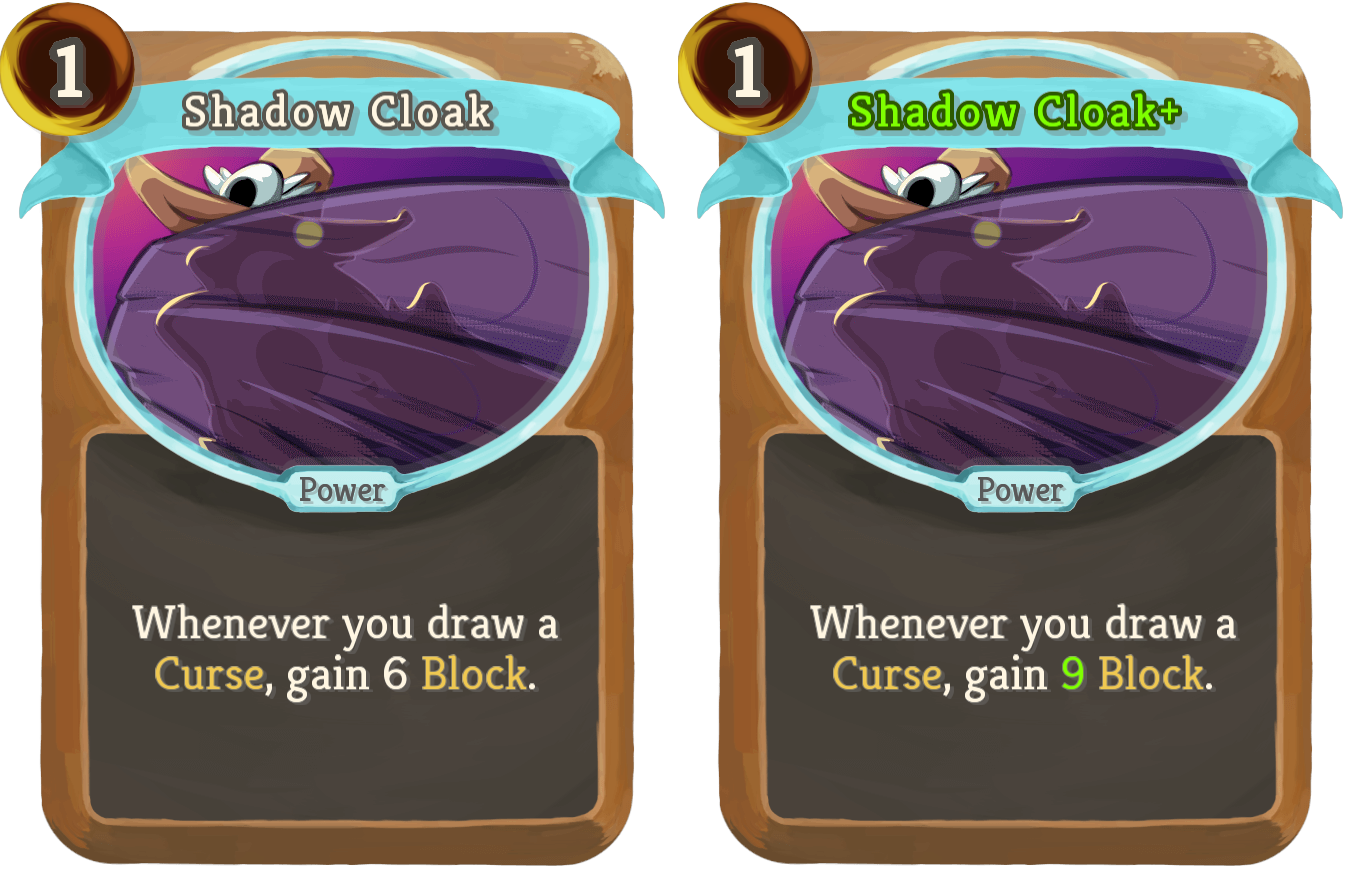 1
Shadow Cloak
Power
Whenever you draw a
Curse, gain 6 Block.
1
Shadow Cloak+
Power
Whenever you draw a
Curse, gain 9 Block.